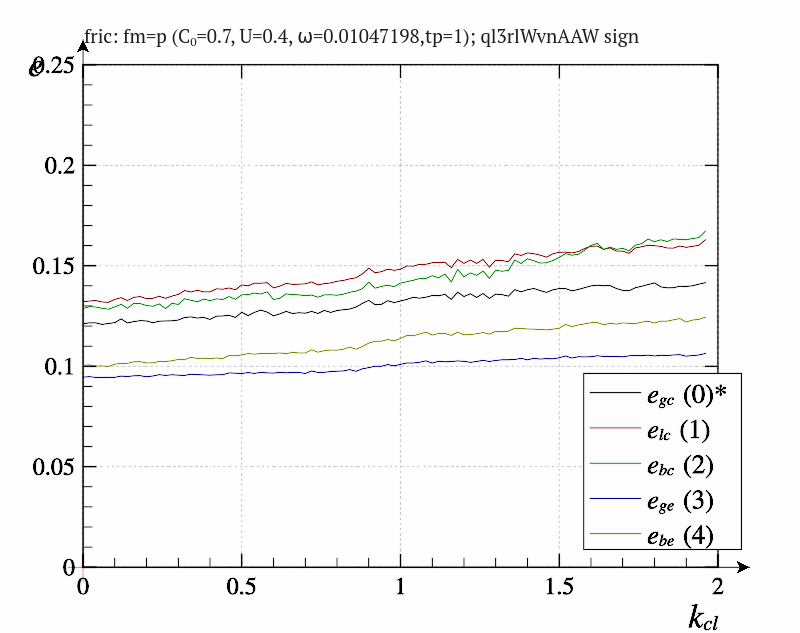 fric: fm=p (C₀=0.7, U=0.4, ω=0.01047198,tp=1); ql3rlWvnAAW sign
e
0.25
0.2
0.15
0.1
0.05
0
0 0.5 1 1.5 2
k_cl
e_gc (0)*
e_lc (1)
e_bc (2)
e_ge (3)
e_be (4)